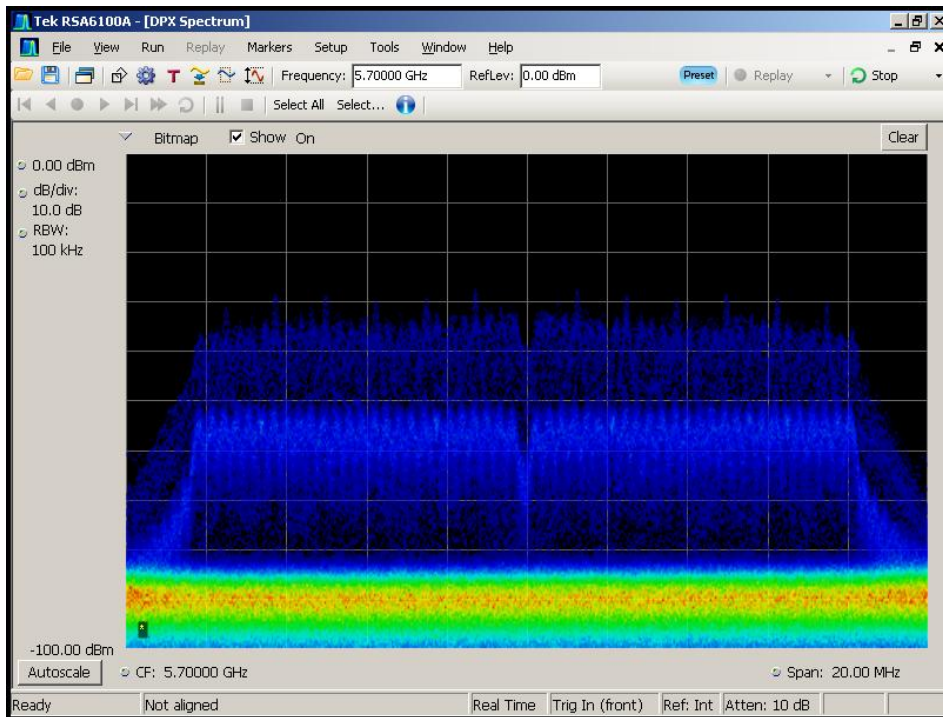 Tek RSA6100A - [DPX Spectrum]
File View Run Replay Markers Setup Tools Window Help
T Frequency: 5.70000 GHz RefLev: 0.00 dBm Preset Replay Stop
Select All Select...
Bitmap Show On Clear
0.00 dBm
dB/div:
10.0 dB
RBW:
100 kHz
-100.00 dBm
Autoscale CF: 5.70000 GHz Span: 20.00 MHz
Ready Not aligned Real Time Trig In (front) Ref: Int Atten: 10 dB